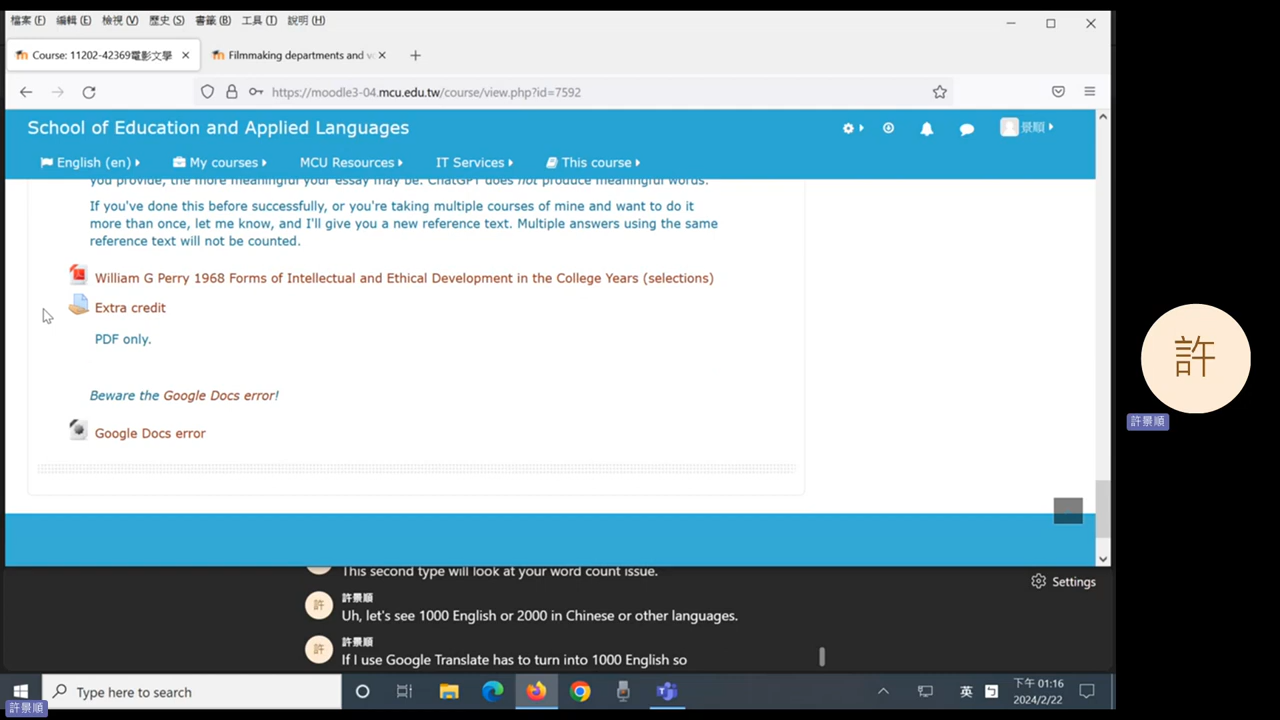 檔案 (F) 編輯 (E) 檢視 (V) 歷史 (S) 書籤 (B) 工具 (T) 說明 (H)
Course: 11202-42369電影文學
Filmmaking departments and vo
https://moodle3-04.mcu.edu.tw/course/view.php?id=7592
School of Education and Applied Languages
景順
English (en)
My courses
MCU Resources
IT Services
This course
you provide, the more meaningful your essay may be. ChatGPT does not produce meaningful words.
If you've done this before successfully, or you're taking multiple courses of mine and want to do it
more than once, let me know, and I'll give you a new reference text. Multiple answers using the same
reference text will not be counted.
William G Perry 1968 Forms of Intellectual and Ethical Development in the College Years (selections)
Extra credit
PDF only.
Beware the Google Docs error!
Google Docs error
許
許景順
This second type will look at your word count issue.
Settings
許
許景順
Uh, let's see 1000 English or 2000 in Chinese or other languages.
許
許景順
If I use Google Translate has to turn into 1000 English so
Type here to search
英
下午 01:16
2024/2/22
許景順